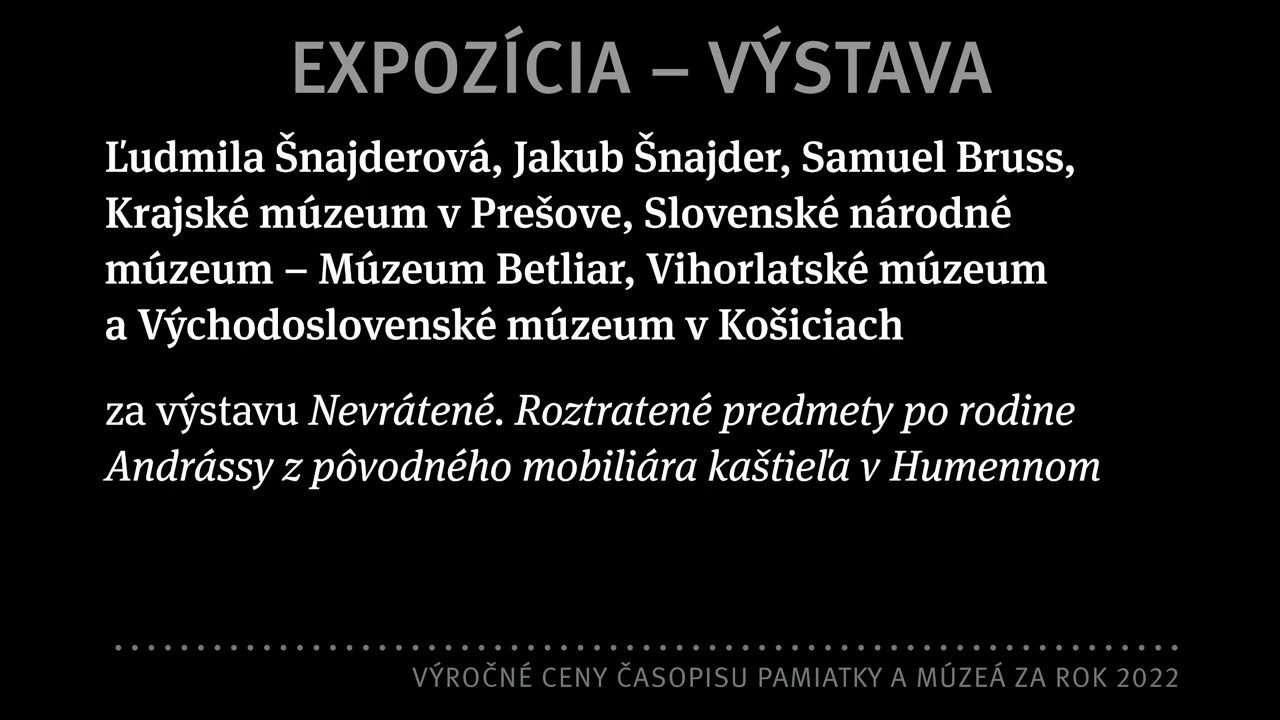 EXPOZÍCIA – VÝSTAVA
Ľudmila Šnajderová, Jakub Šnajder, Samuel Bruss,
Krajské múzeum v Prešove, Slovenské národné
múzeum – Múzeum Betliar, Vihorlatské múzeum
a Východoslovenské múzeum v Košiciach
za výstavu Nevrátené. Roztratené predmety po rodine
Andrássy z pôvodného mobiliára kaštieľa v Humennom
VÝROČNÉ CENY ČASOPISU PAMIATKY A MÚZEÁ ZA ROK 2022